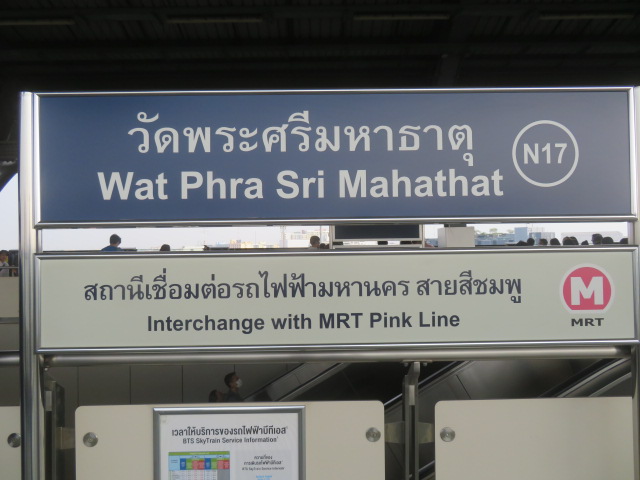 วัดพระศรีมหาธาตุ
Wat Phra Sri Mahathat
N17
สถานีเชื่อมต่อรถไฟฟ้ามหานคร สายสีชมพู
Interchange with MRT Pink Line
M
MRT
เวลาให้บริการของรถไฟฟ้าบีทีเอส
BTS SkyTrain Service Information